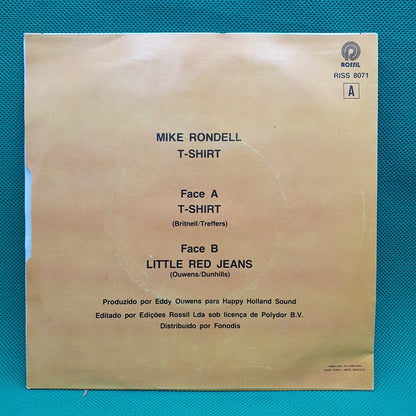 ROSSIL
RISS 8071
A
MIKE RONDELL
T-SHIRT
Face A
T-SHIRT
(Britnell/Treffers)
Face B
LITTLE RED JEANS
(Ouwens/Dunhills)
Produzido por Eddy Ouwens para Happy Holland Sound
Editado por Edições Rossil Lda sob licença de Polydor B.V.
Distribuido por Fonodis